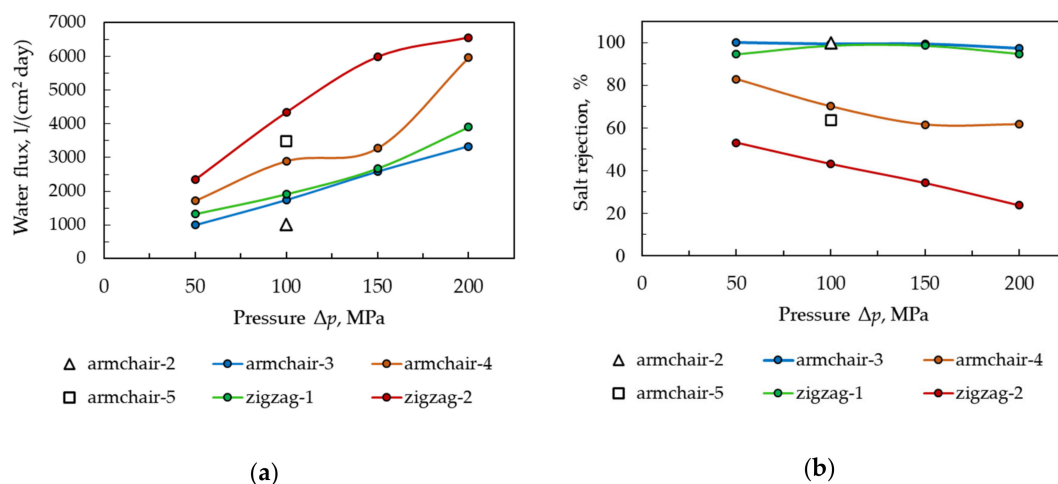 7000
6000
5000
4000
3000
2000
1000
0
Water flux, l/(cm² day)
0 50 100 150 200
Pressure Δp, MPa
armchair-2 armchair-3 armchair-4
armchair-5 zigzag-1 zigzag-2
(a)
100
80
60
40
20
0
Salt rejection, %
0 50 100 150 200
Pressure Δp, MPa
armchair-2 armchair-3 armchair-4
armchair-5 zigzag-1 zigzag-2
(b)